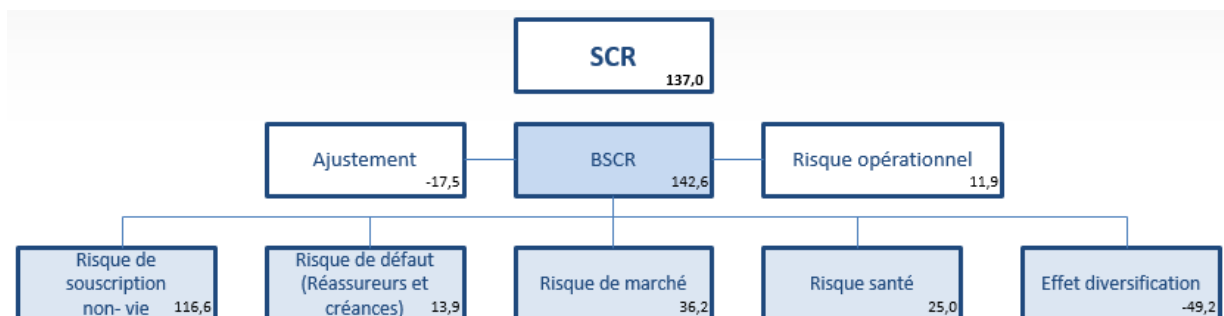 SCR
137,0
Ajustement
-17,5
BSCR
142,6
Risque opérationnel
11,9
Risque de
souscription
non- vie 116,6
Risque de défaut
(Réassureurs et
créances) 13,9
Risque de marché
36,2
Risque santé
25,0
Effet diversification
-49,2